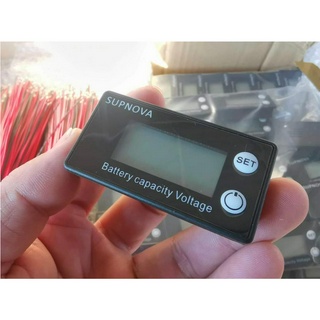 SUPNOVA
SET
Battery capacity Voltage